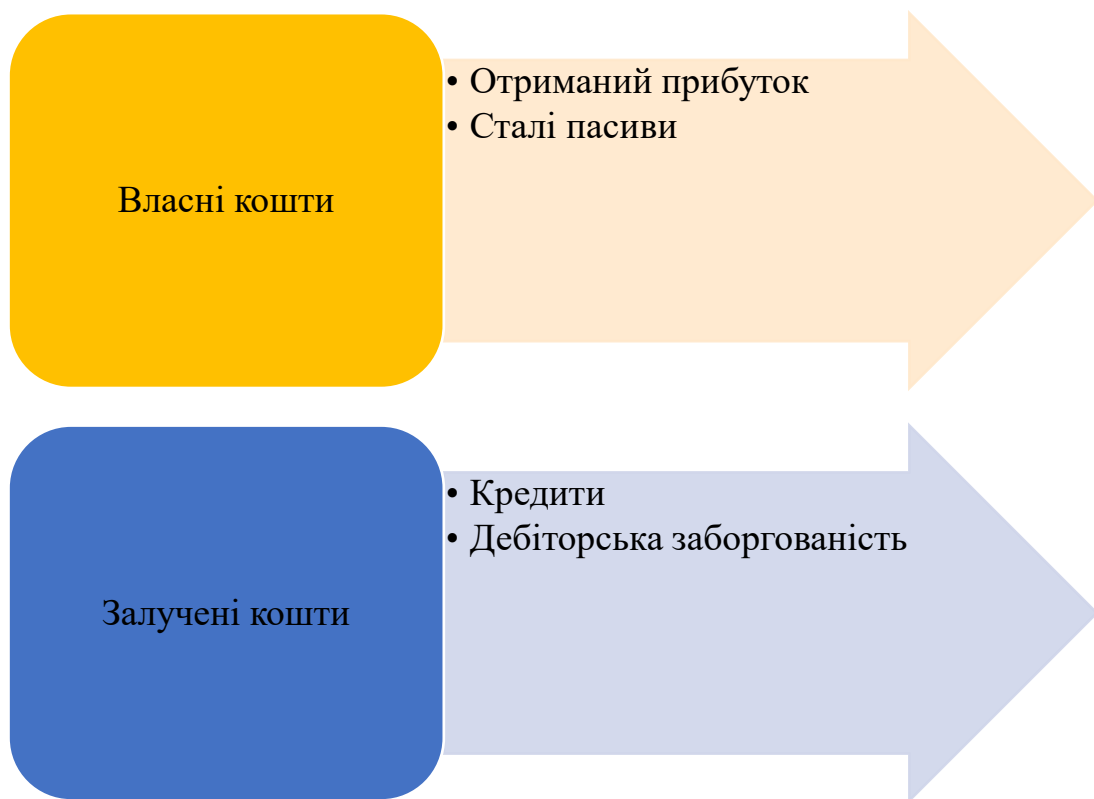 Власні кошти
• Отриманий прибуток
• Сталі пасиви
Залучені кошти
• Кредити
• Дебіторська заборгованість